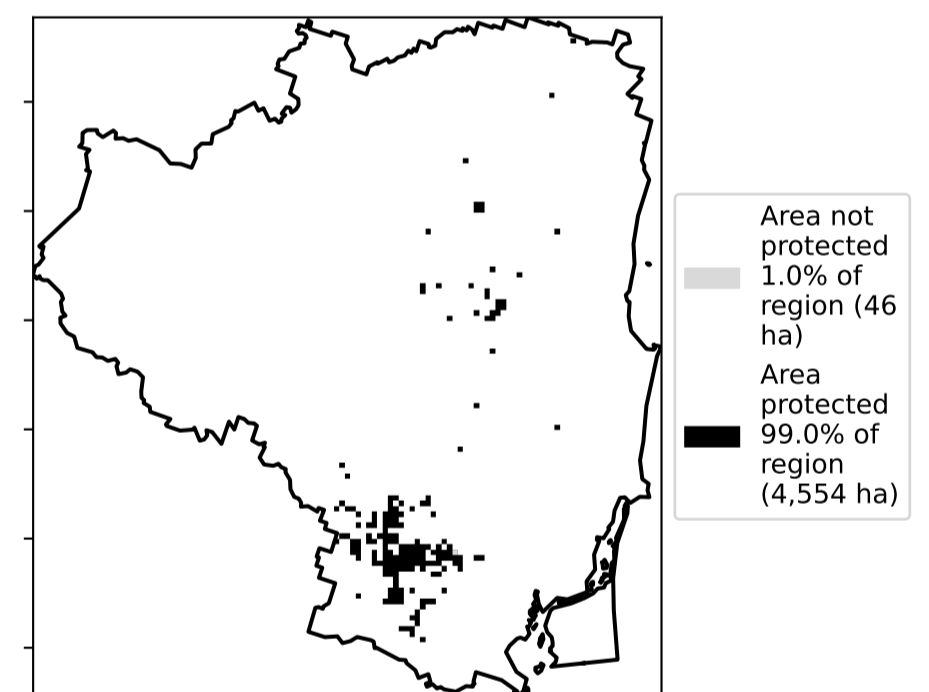 Area not
protected
1.0% of
region (46
ha)
Area
protected
99.0% of
region
(4,554 ha)